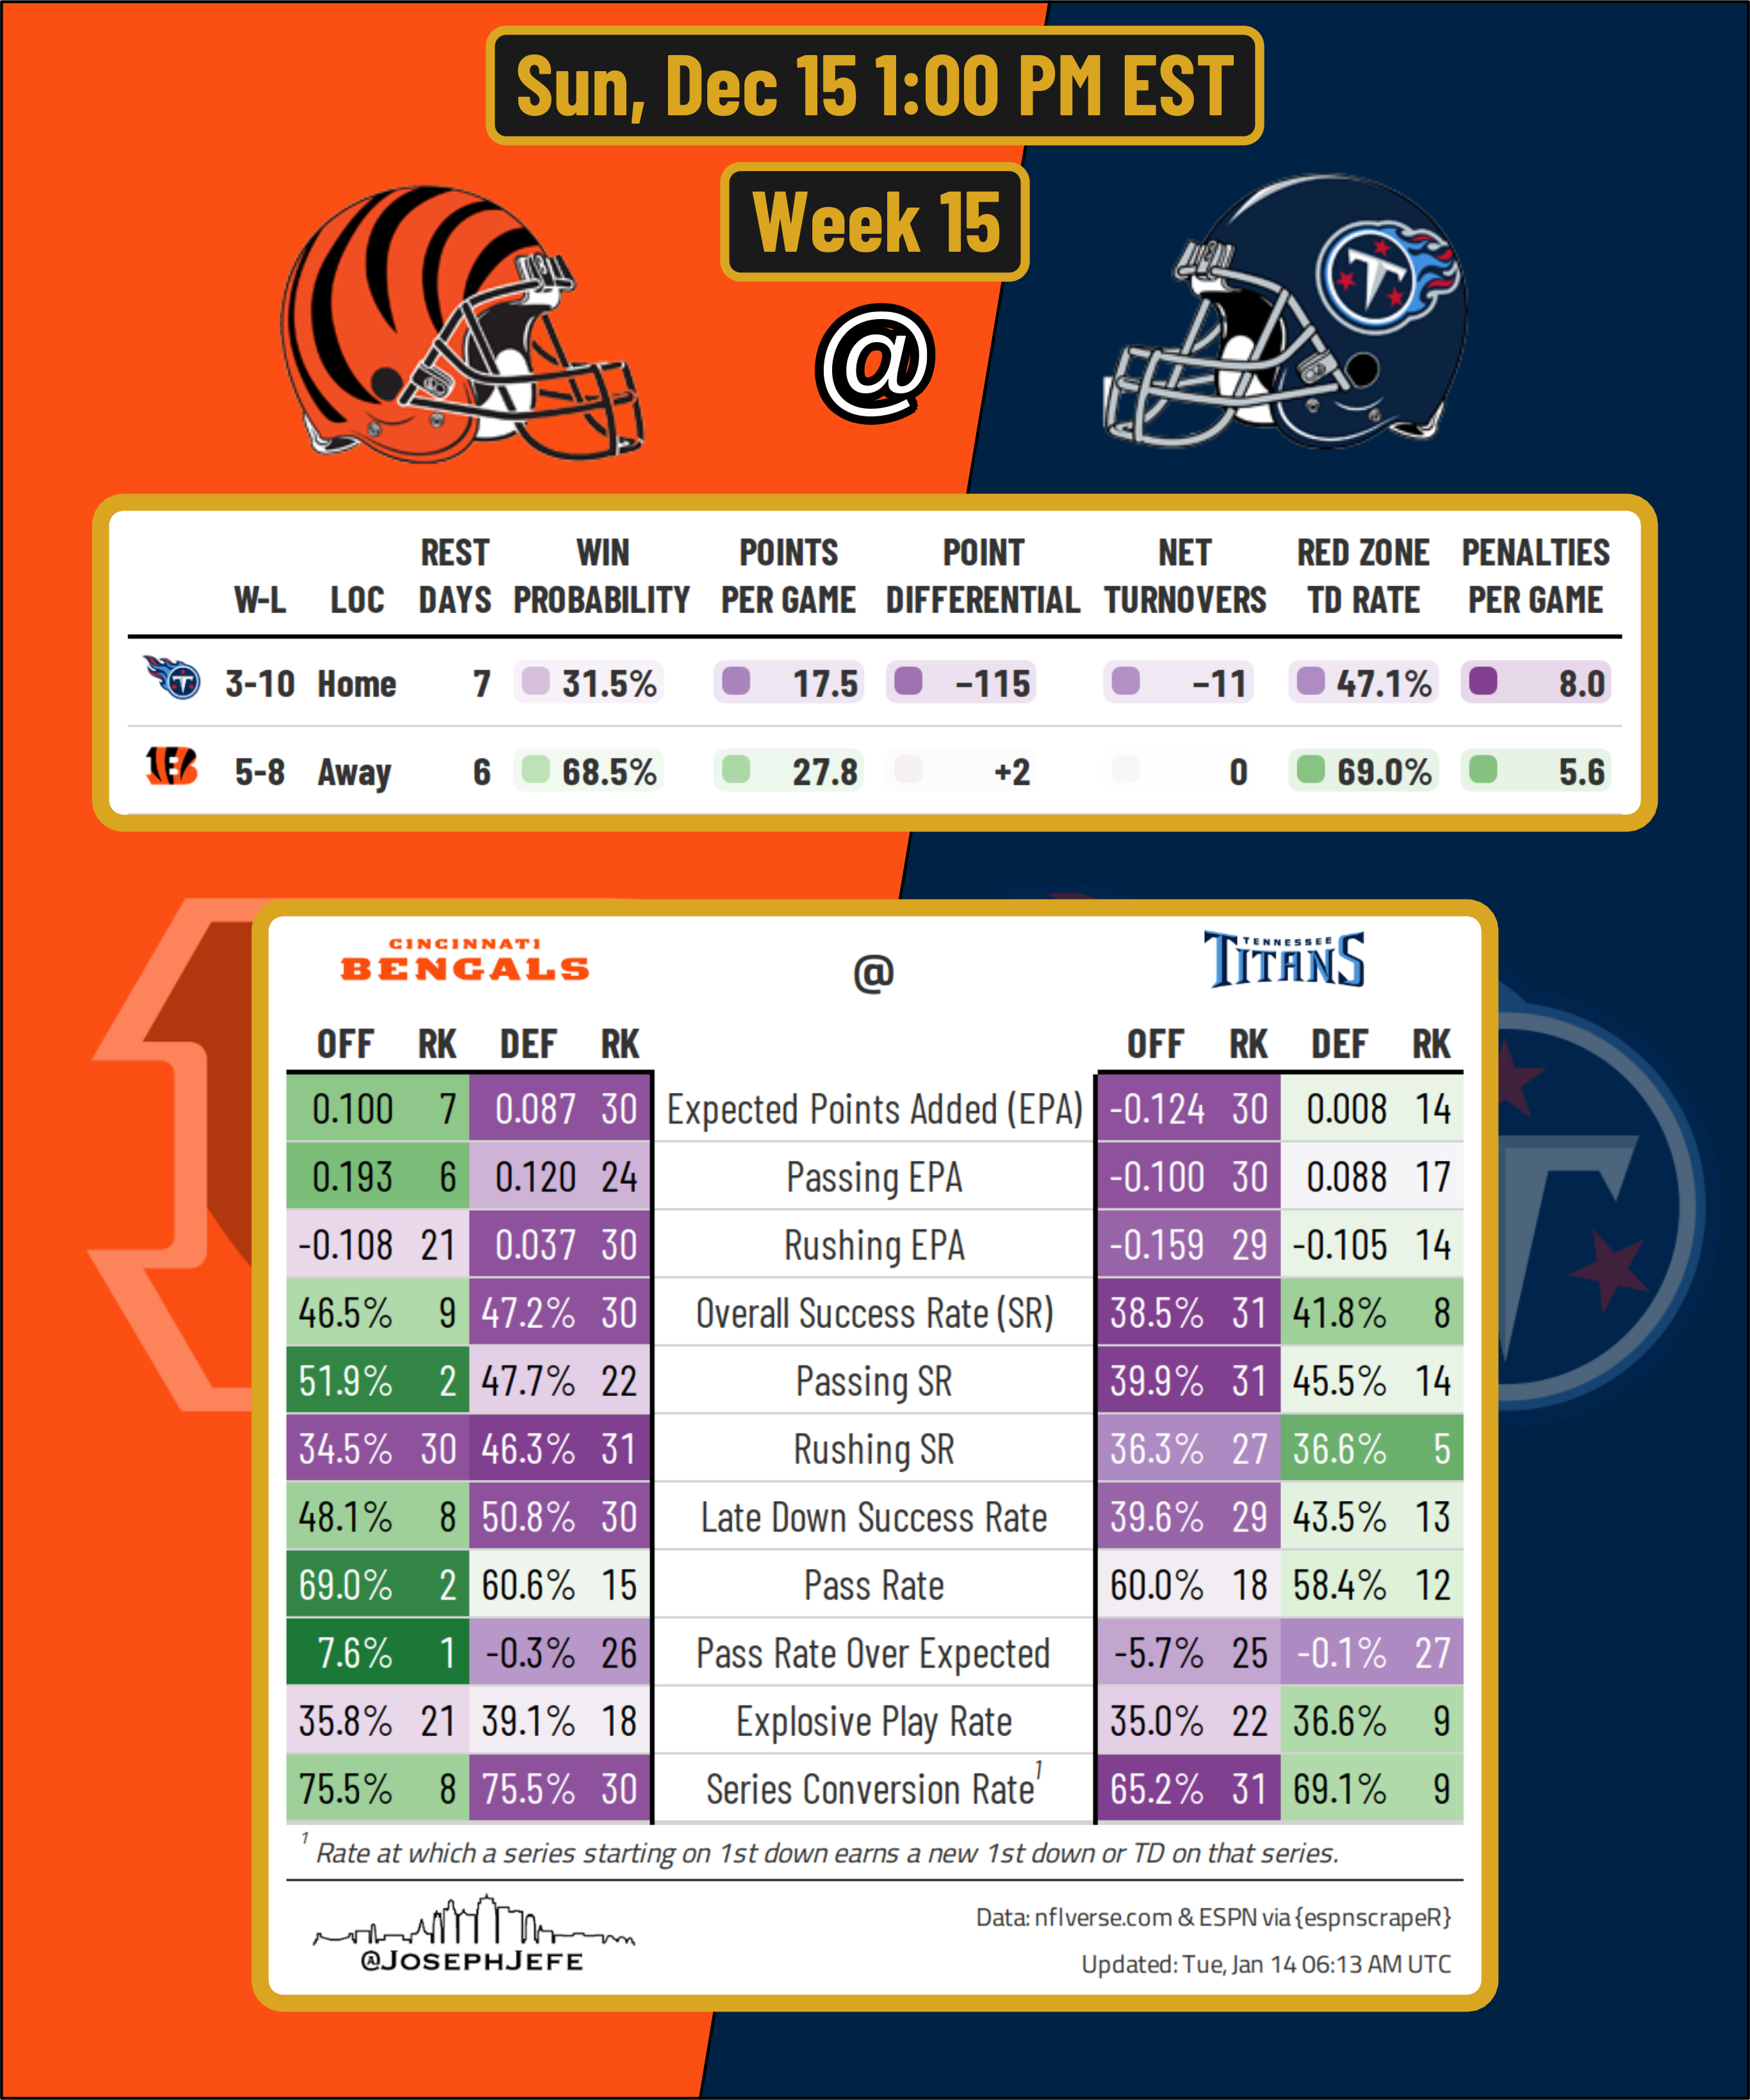 Sun, Dec 15 1:00 PM EST
Week 15
@
W-L LOC REST DAYS WIN PROBABILITY POINTS PER GAME POINT DIFFERENTIAL NET TURNOVERS RED ZONE TD RATE PENALTIES PER GAME
3-10 Home 7 31.5% 17.5 −115 −11 47.1% 8.0
5-8 Away 6 68.5% 27.8 +2 0 69.0% 5.6
CINCINNATI BENGALS @ TENNESSEE TITANS
OFF RK DEF RK OFF RK DEF RK
0.100 7 0.087 30 Expected Points Added (EPA) -0.124 30 0.008 14
0.193 6 0.120 24 Passing EPA -0.100 30 0.088 17
-0.108 21 0.037 30 Rushing EPA -0.159 29 -0.105 14
46.5% 9 47.2% 30 Overall Success Rate (SR) 38.5% 31 41.8% 8
51.9% 2 47.7% 22 Passing SR 39.9% 31 45.5% 14
34.5% 30 46.3% 31 Rushing SR 36.3% 27 36.6% 5
48.1% 8 50.8% 30 Late Down Success Rate 39.6% 29 43.5% 13
69.0% 2 60.6% 15 Pass Rate 60.0% 18 58.4% 12
7.6% 1 -0.3% 26 Pass Rate Over Expected -5.7% 25 -0.1% 27
35.8% 21 39.1% 18 Explosive Play Rate 35.0% 22 36.6% 9
75.5% 8 75.5% 30 Series Conversion Rate¹ 65.2% 31 69.1% 9
¹ Rate at which a series starting on 1st down earns a new 1st down or TD on that series.
@JOSEPHJEFE
Data: nflverse.com & ESPN via {espnscrapeR}
Updated: Tue, Jan 14 06:13 AM UTC